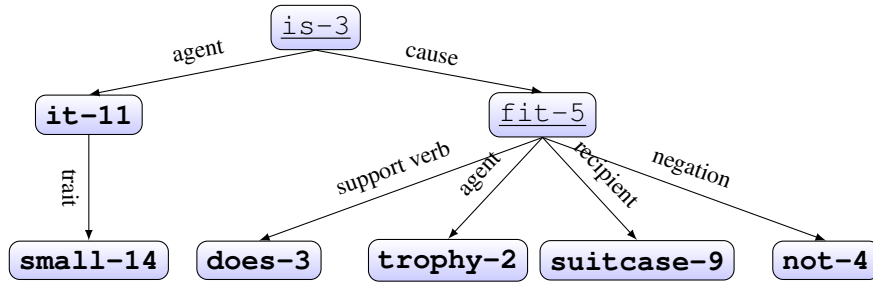 is-3
agent
cause
it-11
fit-5
trait
support verb
agent
recipient
negation
small-14
does-3
trophy-2
suitcase-9
not-4